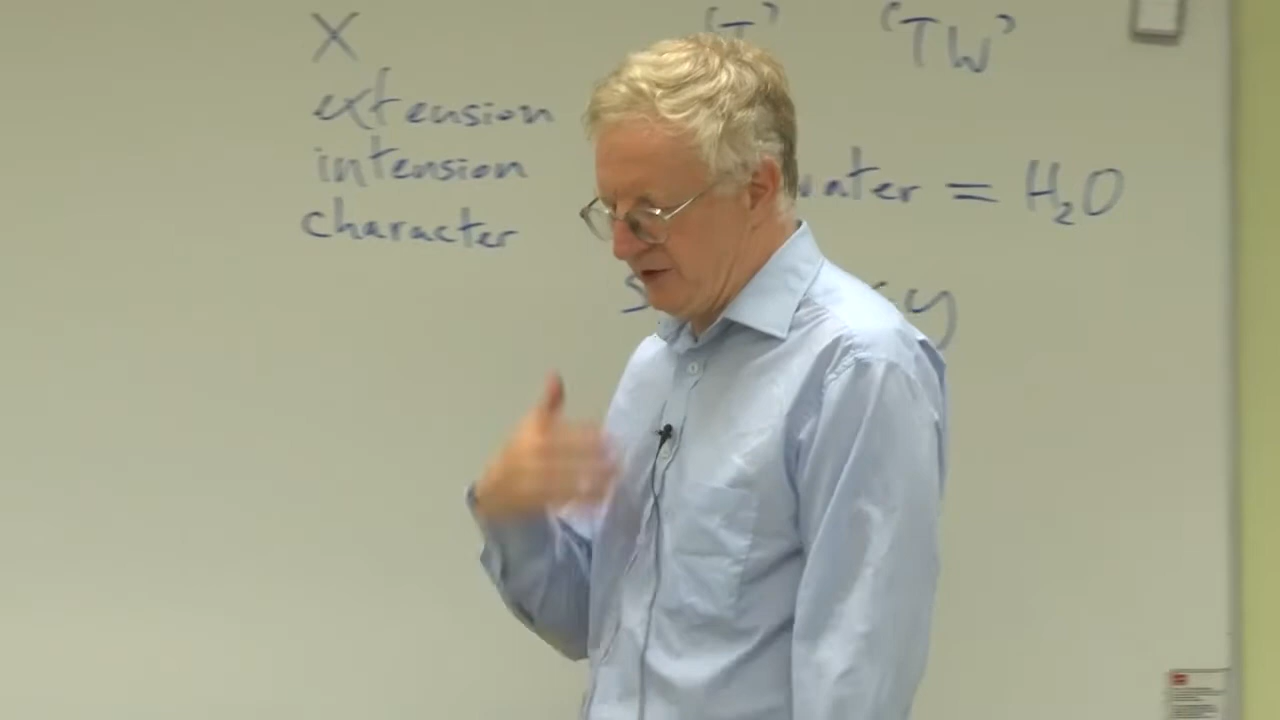 X 'T' 'TW'
extension
intension water = H₂O
character